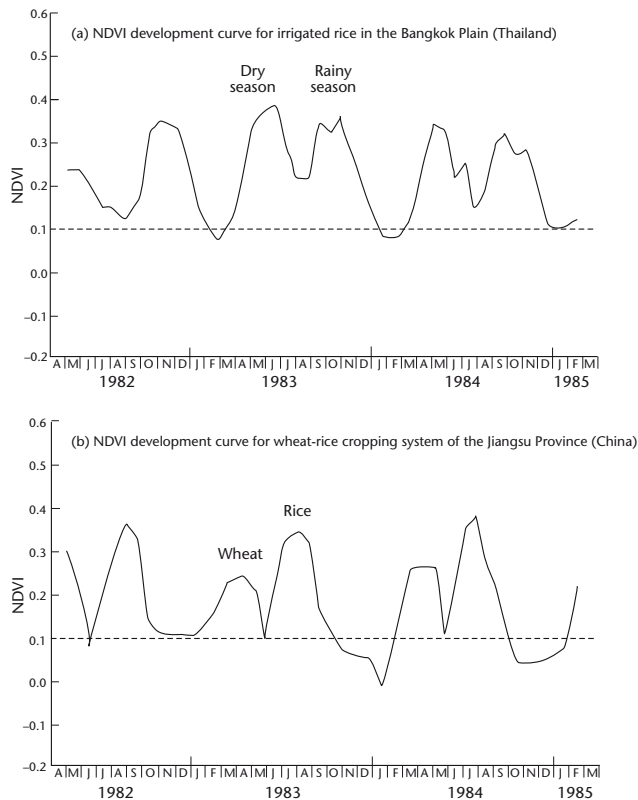 0.6
(a) NDVI development curve for irrigated rice in the Bangkok Plain (Thailand)
0.5
Dry season
Rainy season
0.4
0.3
0.2
0.1
0.0
–0.1
–0.2
NDVI
A M J J A S O N D J F M A M J J A S O N D J F M A M J J A S O N D J F M
1982 1983 1984 1985
0.6
(b) NDVI development curve for wheat-rice cropping system of the Jiangsu Province (China)
0.5
0.4
Rice
Wheat
0.3
0.2
0.1
0.0
–0.1
–0.2
NDVI
A M J J A S O N D J F M A M J J A S O N D J F M A M J J A S O N D J F M
1982 1983 1984 1985